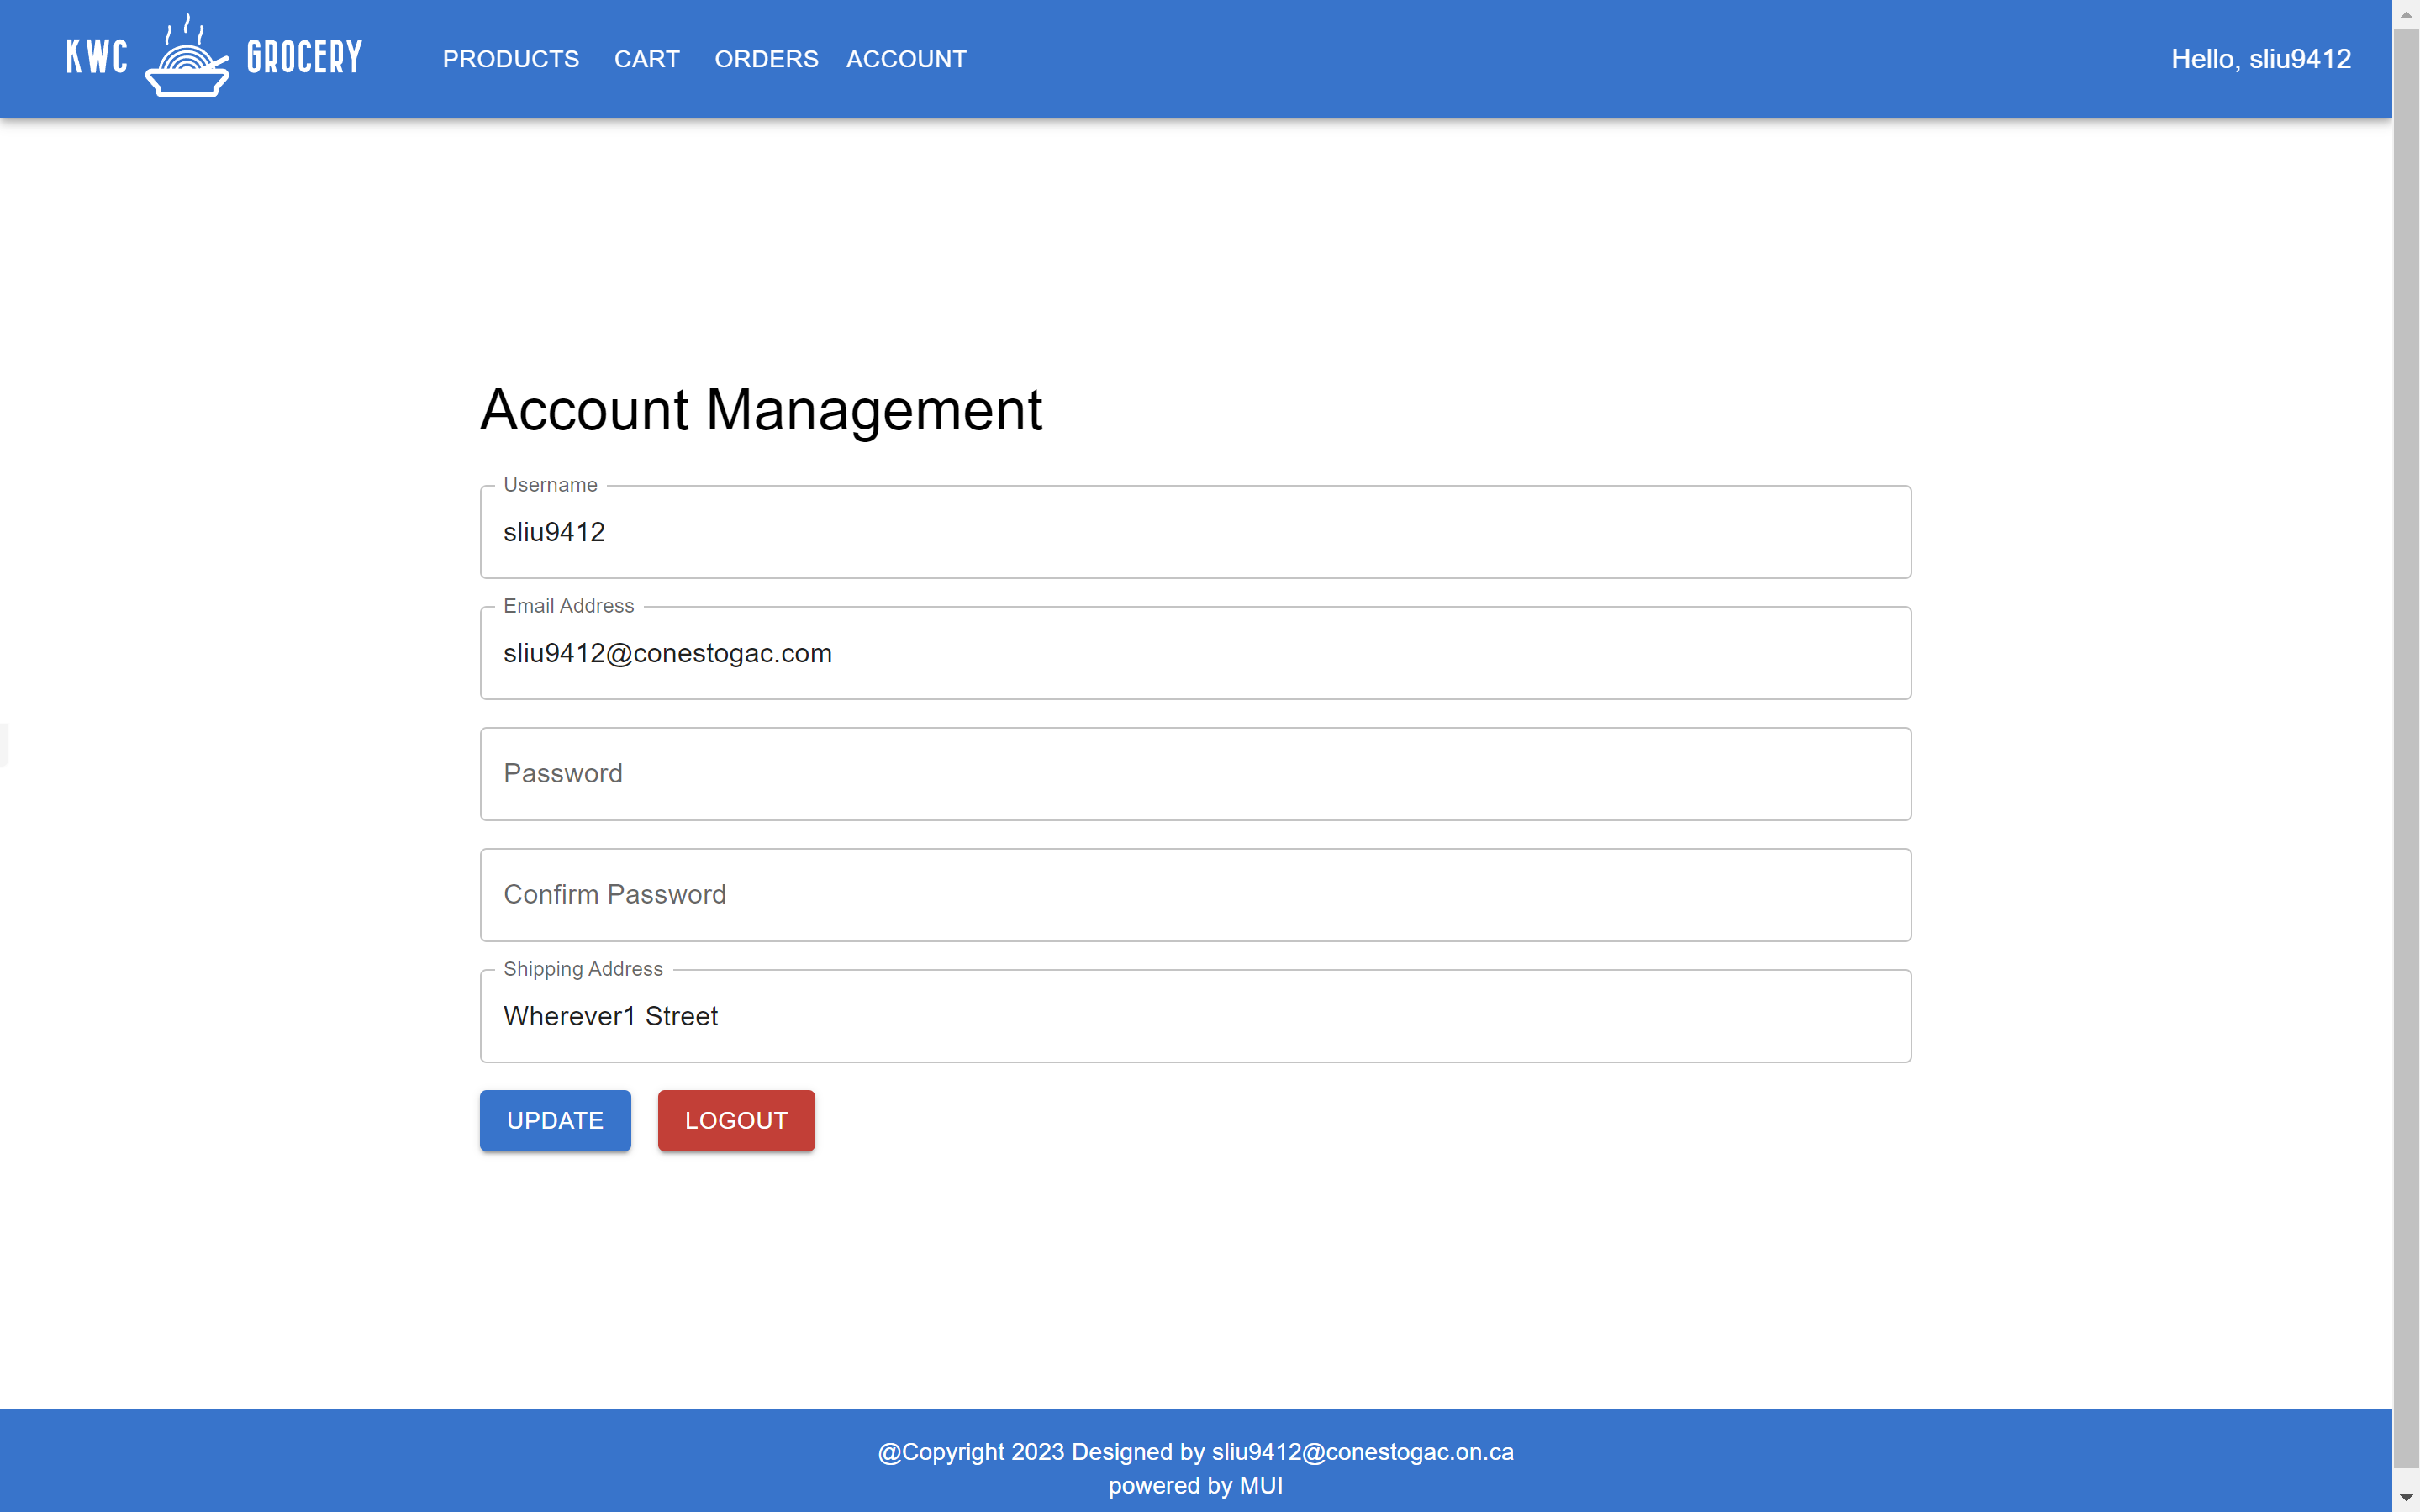 KWC GROCERY PRODUCTS CART ORDERS ACCOUNT Hello, sliu9412
Account Management
Username
sliu9412
Email Address
sliu9412@conestogac.com
Password
Confirm Password
Shipping Address
Wherever1 Street
UPDATE LOGOUT
@Copyright 2023 Designed by sliu9412@conestogac.on.ca
powered by MUI